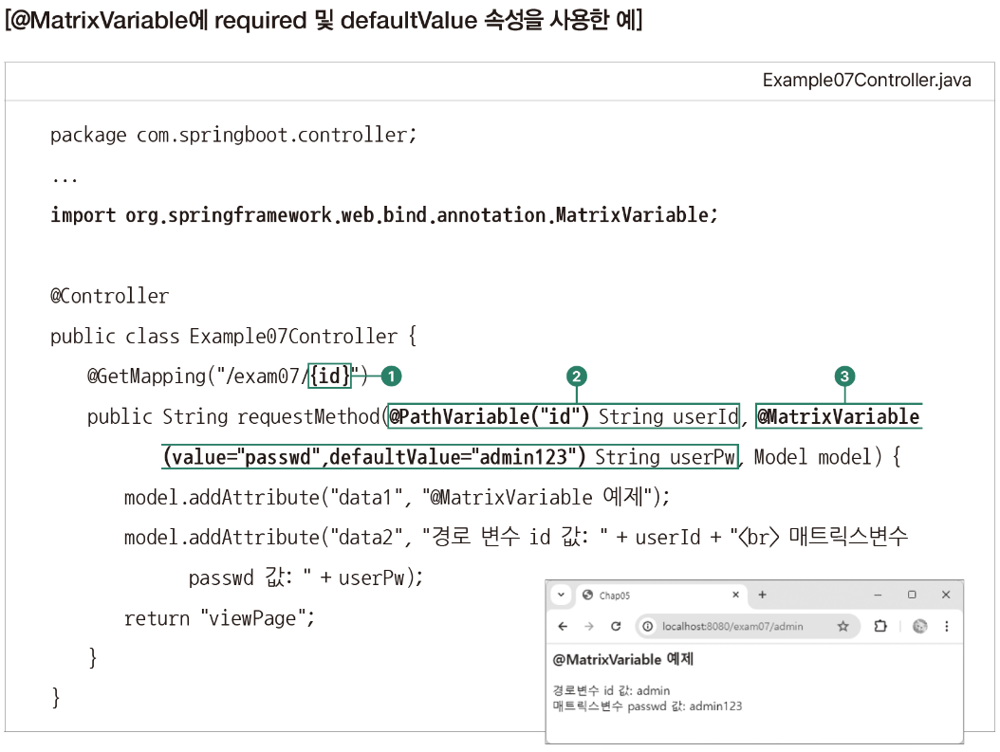 [@MatrixVariable에 required 및 defaultValue 속성을 사용한 예]
Example07Controller.java
package com.springboot.controller;
...
import org.springframework.web.bind.annotation.MatrixVariable;
@Controller
public class Example07Controller {
@GetMapping("/exam07/{id}") 1
2 3
public String requestMethod(@PathVariable("id") String userId, @MatrixVariable
(value="passwd",defaultValue="admin123") String userPw, Model model) {
model.addAttribute("data1", "@MatrixVariable 예제");
model.addAttribute("data2", "경로 변수 id 값: " + userId + "<br> 매트릭스변수
passwd 값: " + userPw);
return "viewPage";
}
}
Chap05
localhost:8080/exam07/admin
@MatrixVariable 예제
경로변수 id 값: admin
매트릭스변수 passwd 값: admin123